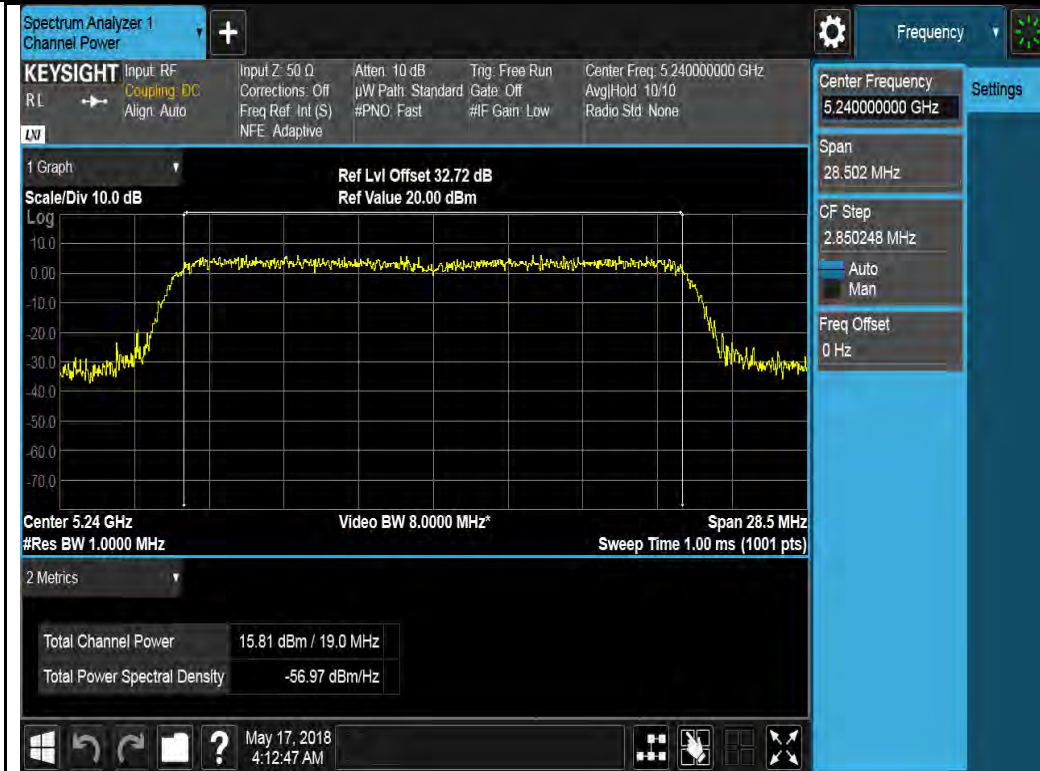 Spectrum Analyzer 1
Channel Power
+
Frequency
KEYSIGHT
RL
LXI
Input: RF
Coupling: DC
Align: Auto
Input Z: 50 Ω
Corrections: Off
Freq Ref: Int (S)
NFE: Adaptive
Atten: 10 dB
µW Path: Standard
#PNO: Fast
Trig: Free Run
Gate: Off
#IF Gain: Low
Center Freq: 5.240000000 GHz
Avg|Hold: 10/10
Radio Std: None
Center Frequency
5.240000000 GHz
Settings
Span
28.502 MHz
CF Step
2.850248 MHz
Auto
Man
Freq Offset
0 Hz
1 Graph
Scale/Div 10.0 dB
Ref Lvl Offset 32.72 dB
Ref Value 20.00 dBm
Log
10.0
0.00
-10.0
-20.0
-30.0
-40.0
-50.0
-60.0
-70.0
Center 5.24 GHz
#Res BW 1.0000 MHz
Video BW 8.0000 MHz*
Span 28.5 MHz
Sweep Time 1.00 ms (1001 pts)
2 Metrics
Total Channel Power 15.81 dBm / 19.0 MHz
Total Power Spectral Density -56.97 dBm/Hz
?
May 17, 2018
4:12:47 AM